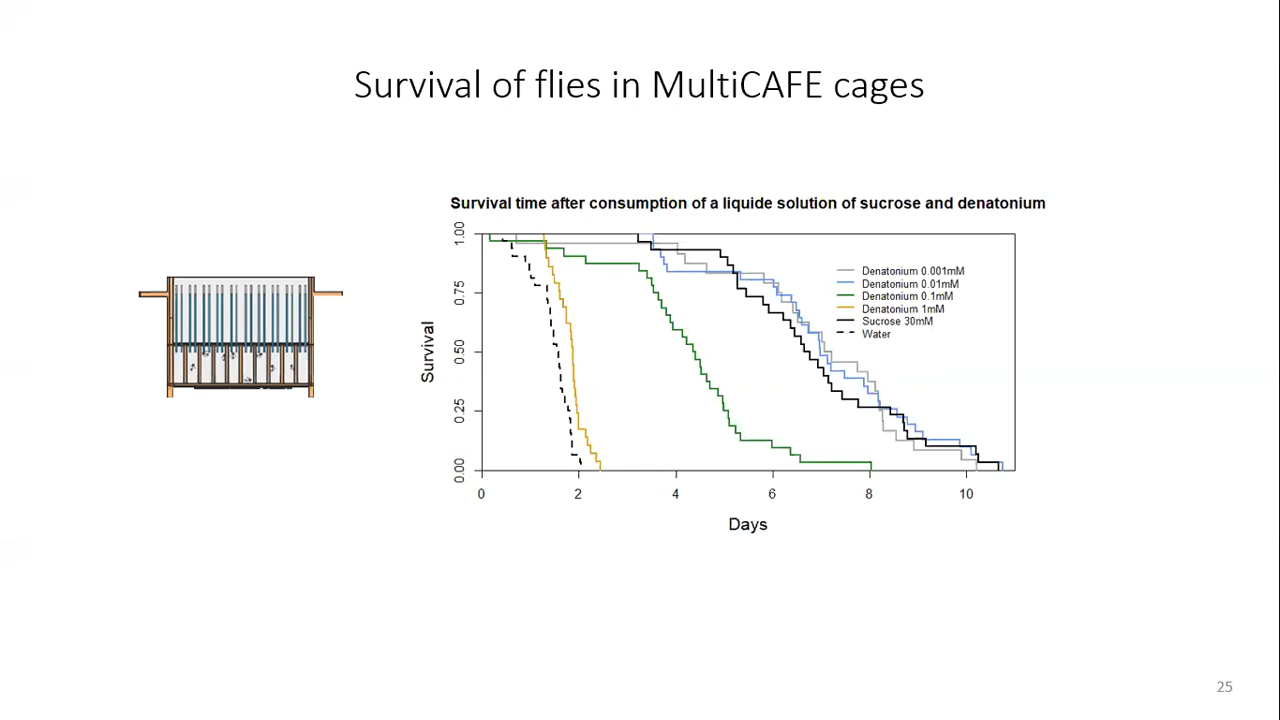 Survival of flies in MultiCAFE cages
Survival time after consumption of a liquide solution of sucrose and denatonium
Survival
1.00
0.75
0.50
0.25
0.00
Denatonium 0.001mM
Denatonium 0.01mM
Denatonium 0.1mM
Denatonium 1mM
Sucrose 30mM
Water
0 2 4 6 8 10
Days
25